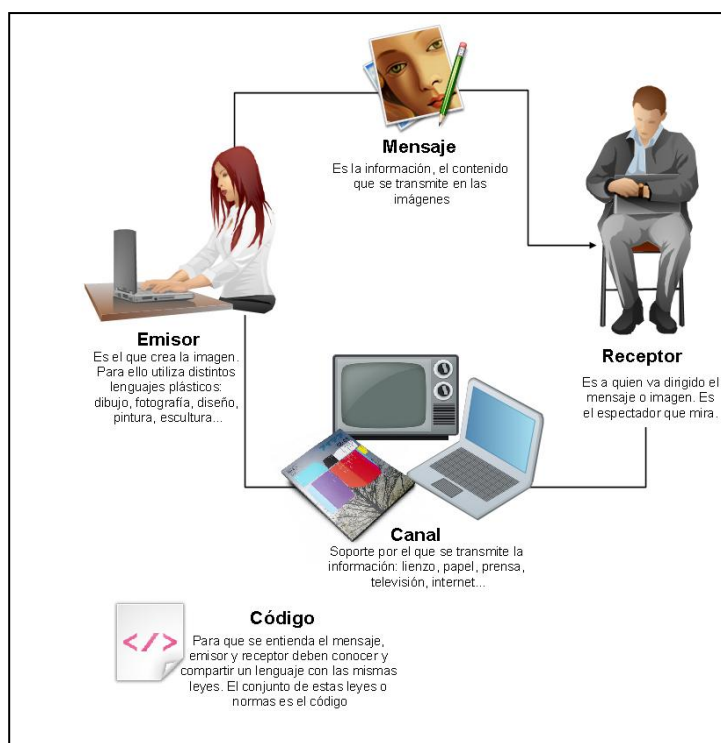 Mensaje
Es la información, el contenido
que se transmite en las
imágenes
Emisor
Es el que crea la imagen.
Para ello utiliza distintos
lenguajes plásticos:
dibujo, fotografía, diseño,
pintura, escultura...
Receptor
Es a quien va dirigido el
mensaje o imagen. Es
el espectador que mira.
Canal
Soporte por el que se transmite la
información: lienzo, papel, prensa,
televisión, internet...
</>
Código
Para que se entienda el mensaje,
emisor y receptor deben conocer y
compartir un lenguaje con las mismas
leyes. El conjunto de estas leyes o
normas es el código